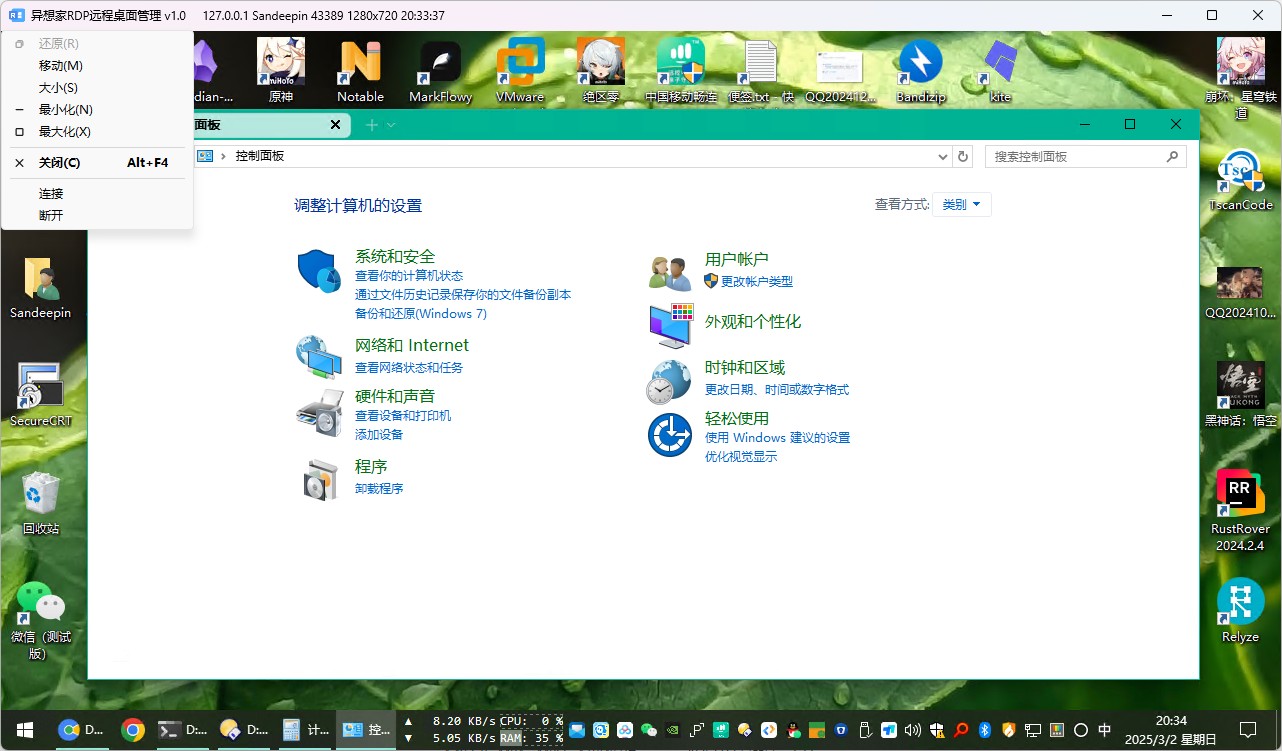 异想家RDP远程桌面管理 v1.0 127.0.0.1 Sandeepin 43389 1280x720 20:33:37
还原(R)
移动(M)
大小(S)
最小化(N)
最大化(X)
关闭(C) Alt+F4
连接
断开
dian-...
原神
Notable
MarkFlowy
VMware
绝区零
中国移动畅连
便签.txt - 快
QQ202412...
Bandizip
kite
崩坏：星穹铁
道
面板
控制面板
搜索控制面板
调整计算机的设置
查看方式: 类别
系统和安全
查看你的计算机状态
通过文件历史记录保存你的文件备份副本
备份和还原(Windows 7)
网络和 Internet
查看网络状态和任务
硬件和声音
查看设备和打印机
添加设备
程序
卸载程序
用户帐户
更改帐户类型
外观和个性化
时钟和区域
更改日期、时间或数字格式
轻松使用
使用 Windows 建议的设置
优化视觉显示
Sandeepin
SecureCRT
回收站
微信（测试
版）
Tsc
TscanCode
QQ202410...
悟空
黑神话：悟空
RR
RustRover
2024.2.4
Relyze
D...
D:...
D:...
计...
控...
8.20 KB/s CPU: 0 %
5.05 KB/s RAM: 35 %
中
20:34
2025/3/2 星期日